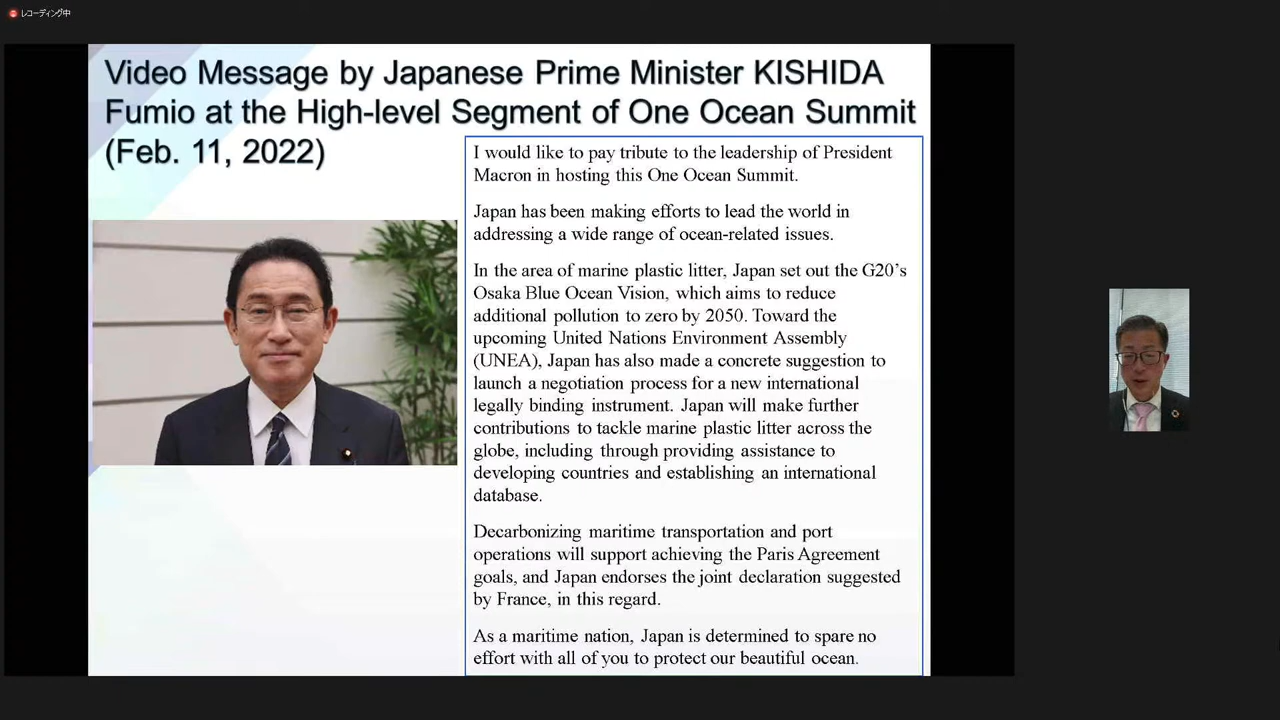 レコーディング中
Video Message by Japanese Prime Minister KISHIDA
Fumio at the High-level Segment of One Ocean Summit
(Feb. 11, 2022)
I would like to pay tribute to the leadership of President
Macron in hosting this One Ocean Summit.
Japan has been making efforts to lead the world in
addressing a wide range of ocean-related issues.
In the area of marine plastic litter, Japan set out the G20’s
Osaka Blue Ocean Vision, which aims to reduce
additional pollution to zero by 2050. Toward the
upcoming United Nations Environment Assembly
(UNEA), Japan has also made a concrete suggestion to
launch a negotiation process for a new international
legally binding instrument. Japan will make further
contributions to tackle marine plastic litter across the
globe, including through providing assistance to
developing countries and establishing an international
database.
Decarbonizing maritime transportation and port
operations will support achieving the Paris Agreement
goals, and Japan endorses the joint declaration suggested
by France, in this regard.
As a maritime nation, Japan is determined to spare no
effort with all of you to protect our beautiful ocean.